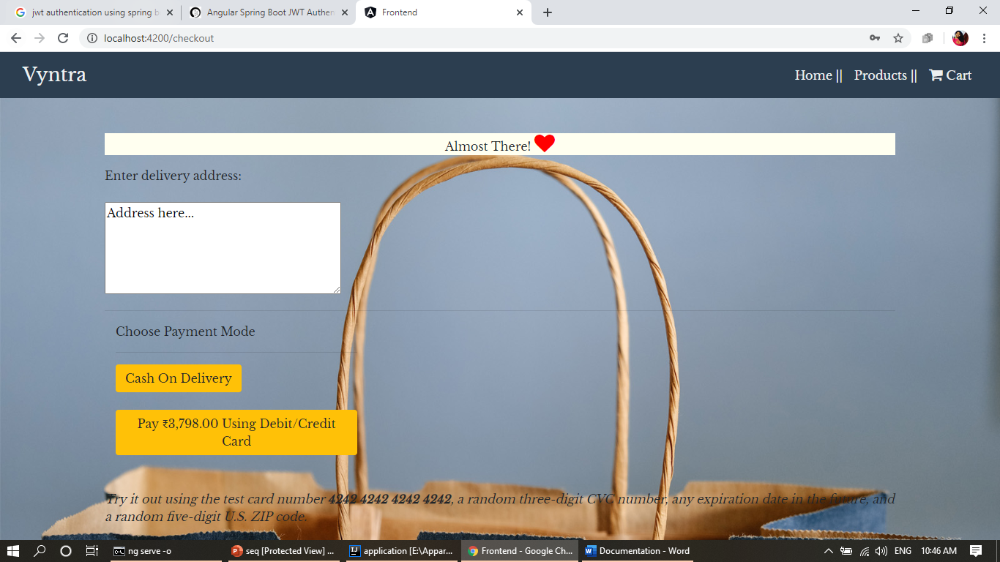 jwt authentication using spring b
Angular Spring Boot JWT Authen
Frontend
localhost:4200/checkout
Vyntra
Home ||
Products ||
Cart
Almost There!
Enter delivery address:
Address here...
Choose Payment Mode
Cash On Delivery
Pay ₹3,798.00 Using Debit/Credit
Card
Try it out using the test card number 4242 4242 4242 4242, a random three-digit CVC number, any expiration date in the future, and
a random five-digit U.S. ZIP code.
ng serve -o
seq [Protected View] ...
application [E:\Appar...
Frontend - Google Ch...
Documentation - Word
ENG
10:46 AM